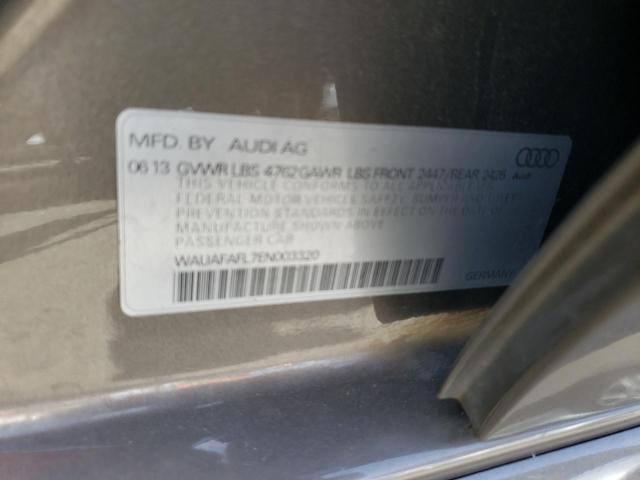 MFD. BY AUDI AG
06 13 GVWR LBS 4762 GAWR LBS FRONT 2447/REAR 2426 Audi
THIS VEHICLE CONFORMS TO ALL APPLICABLE
FEDERAL MOTOR VEHICLE SAFETY, BUMPER AND THEFT
PREVENTION STANDARDS IN EFFECT ON THE DATE OF
MANUFACTURE SHOWN ABOVE
PASSENGER CAR
WAUAFAFL7EN003320
GERMANY